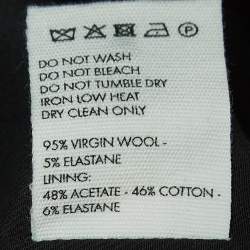 DO NOT WASH
DO NOT BLEACH
DO NOT TUMBLE DRY
IRON LOW HEAT
DRY CLEAN ONLY
95% VIRGIN WOOL -
5% ELASTANE
LINING:
48% ACETATE - 46% COTTON -
6% ELASTANE